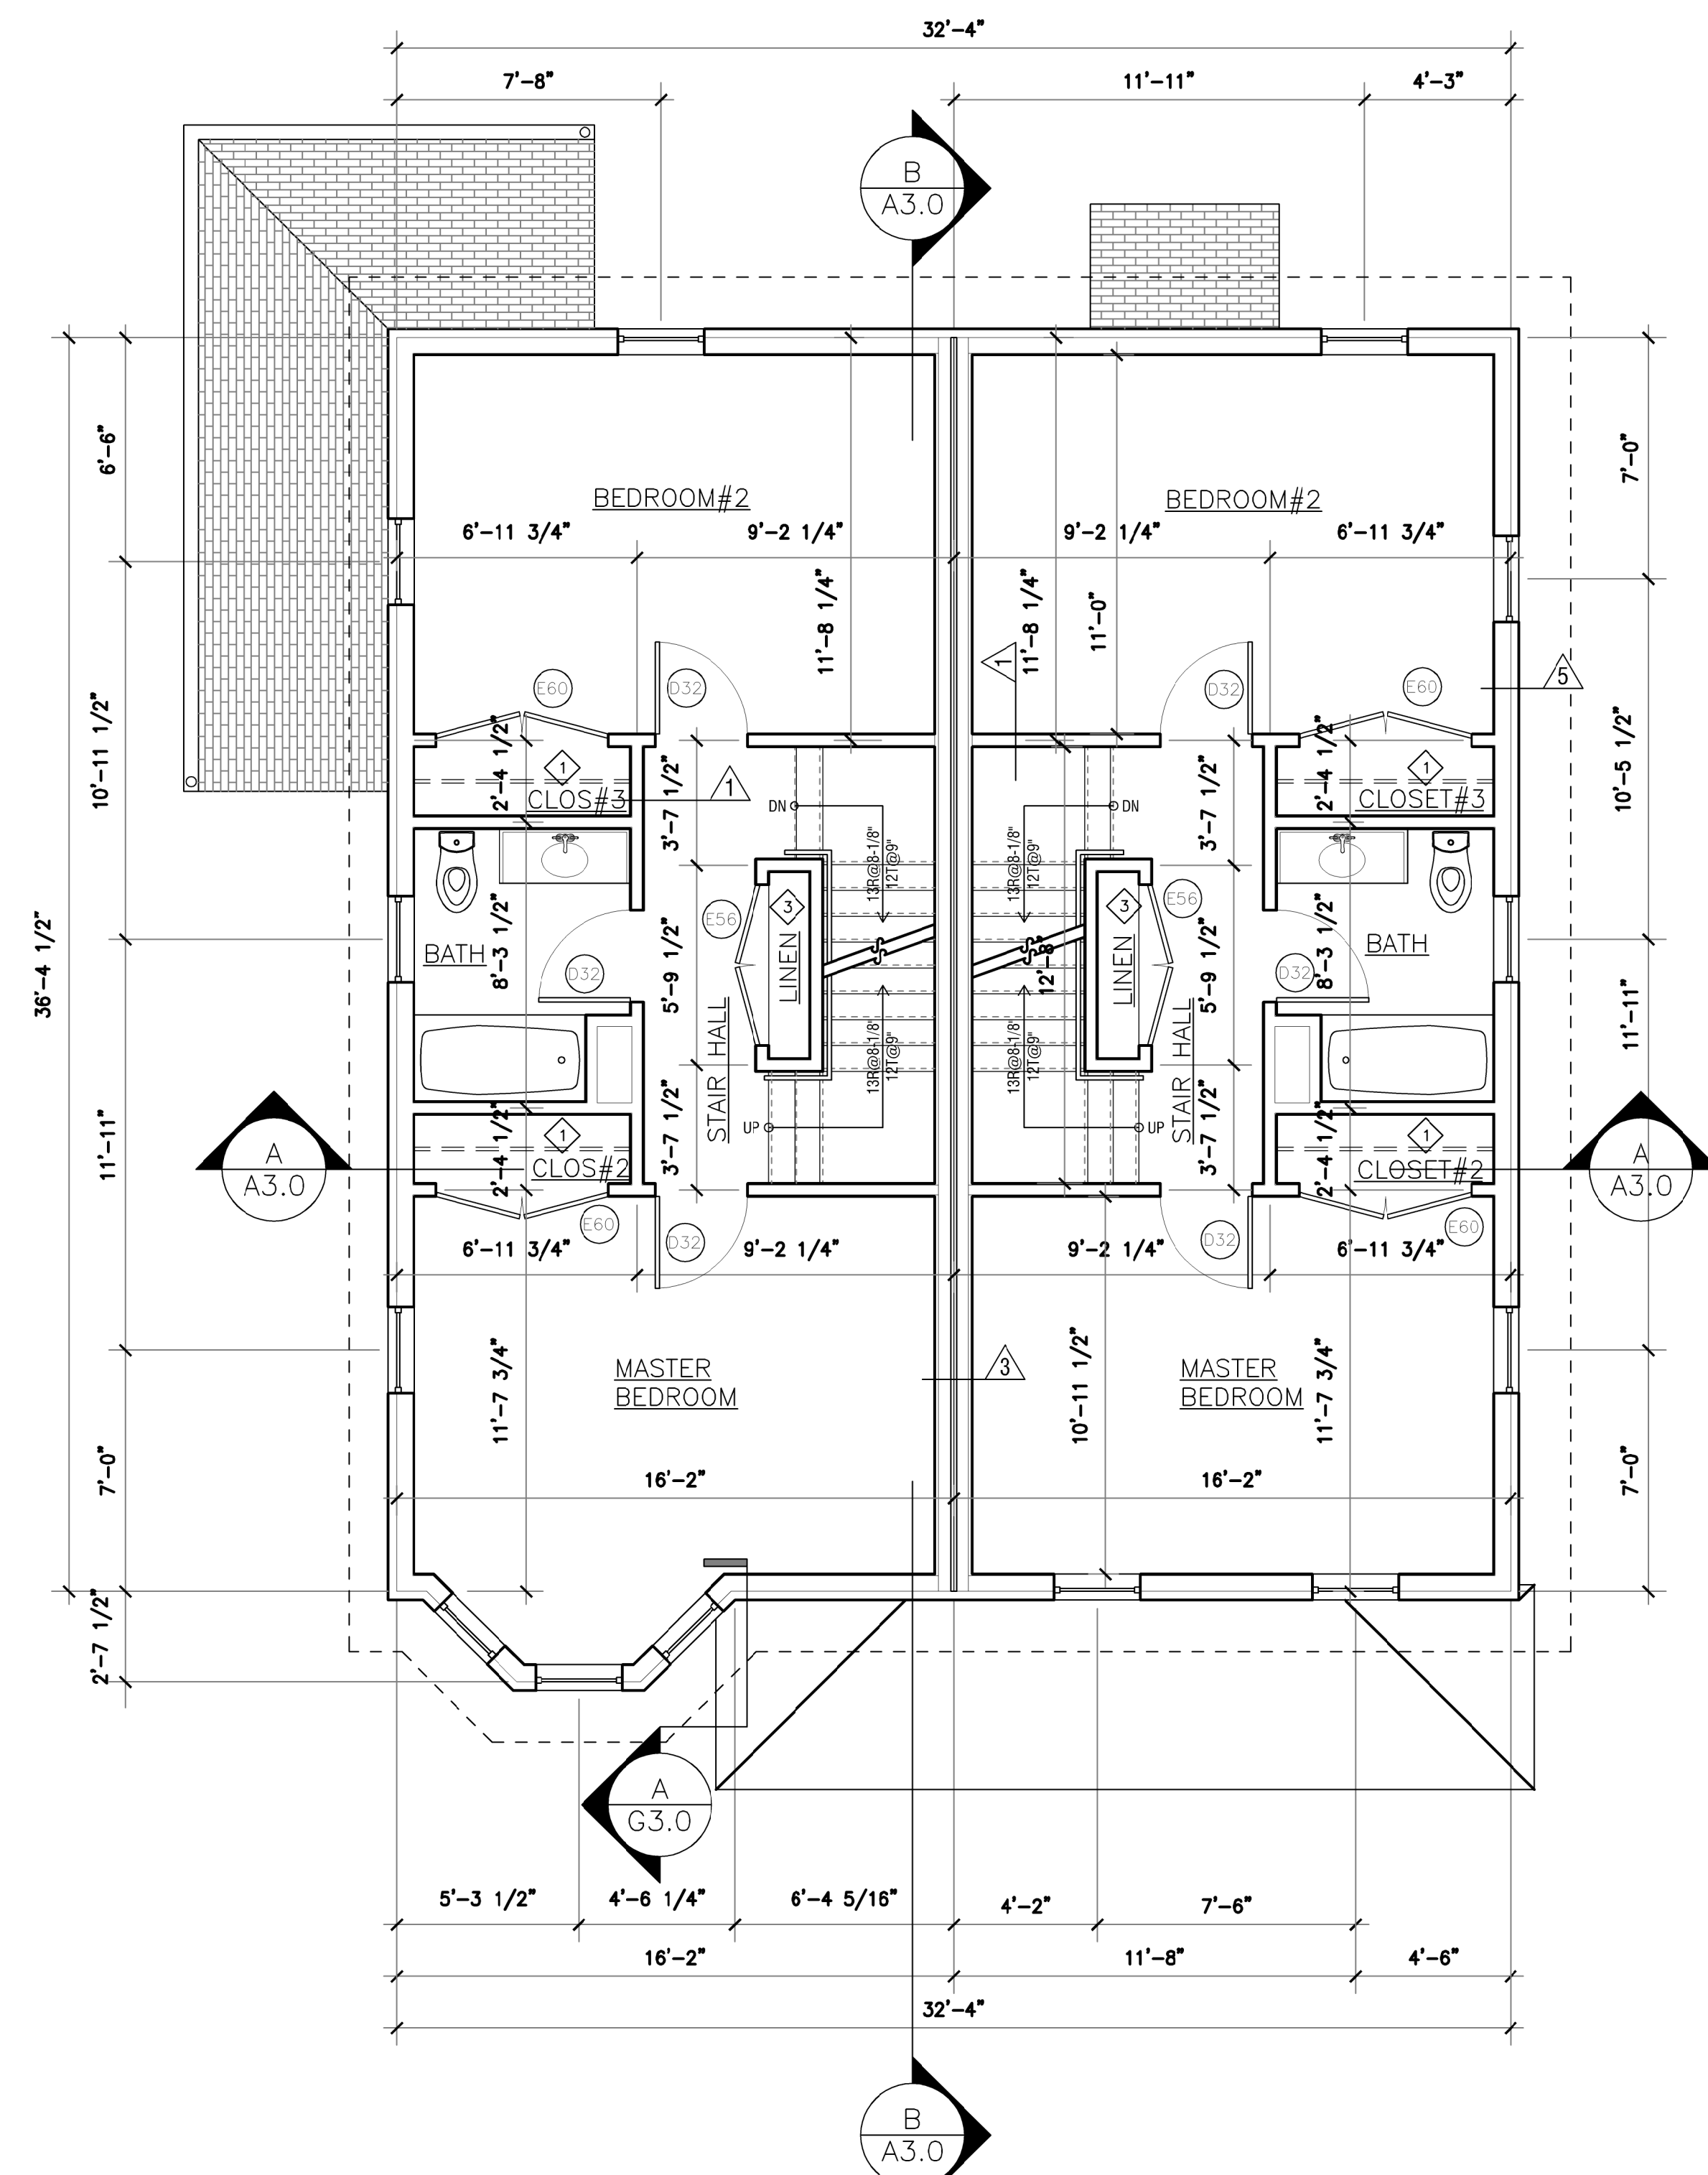 32'-4"
7'-8"
11'-11"
4'-3"
B
A3.0
6'-6"
7'-0"
BEDROOM#2
BEDROOM#2
6'-11 3/4"
9'-2 1/4"
9'-2 1/4"
6'-11 3/4"
11'-8 1/4"
11'-8 1/4"
11'-0"
1
5
E60
D32
D32
E60
10'-11 1/2"
10'-5 1/2"
2'-4 1/2"
1
CLOS#3
1
3'-7 1/2"
DN
DN
3'-7 1/2"
2'-4 1/2"
1
CLOSET#3
13R@8-1/8"
12T@9"
13R@8-1/8"
12T@9"
36'-4 1/2"
BATH
8'-3 1/2"
D32
E56
3
LINEN
5'-9 1/2"
12'-8"
3
LINEN
E56
5'-9 1/2"
D32
8'-3 1/2"
BATH
STAIR HALL
STAIR HALL
13R@8-1/8"
12T@9"
13R@8-1/8"
12T@9"
11'-11"
11'-11"
A
A3.0
2'-4 1/2"
1
CLOS#2
3'-7 1/2"
UP
UP
3'-7 1/2"
2'-4 1/2"
1
CLOSET#2
A
A3.0
E60
D32
D32
E60
6'-11 3/4"
9'-2 1/4"
9'-2 1/4"
6'-11 3/4"
11'-7 3/4"
MASTER
BEDROOM
3
10'-11 1/2"
MASTER
BEDROOM
11'-7 3/4"
7'-0"
16'-2"
16'-2"
7'-0"
2'-7 1/2"
A
G3.0
5'-3 1/2"
4'-6 1/4"
6'-4 5/16"
4'-2"
7'-6"
16'-2"
11'-8"
4'-6"
32'-4"
B
A3.0